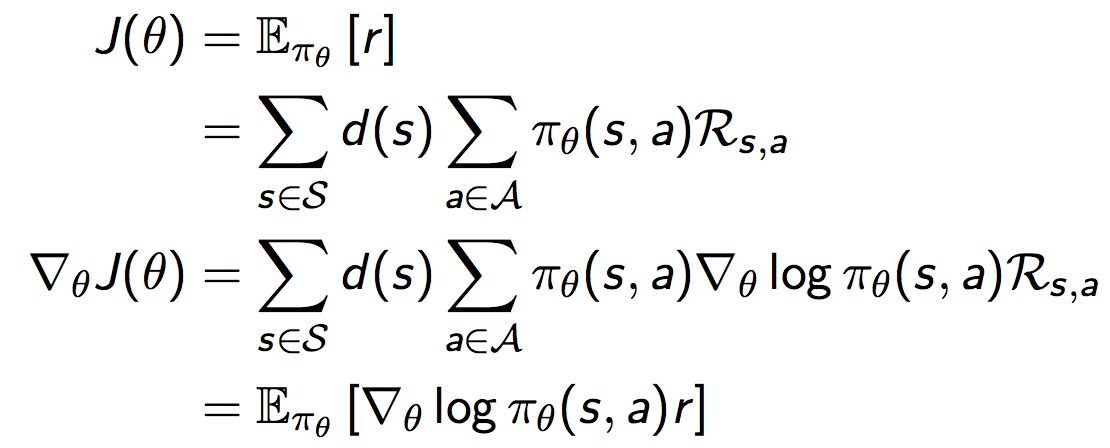 J(θ) = 𝔼_{π_θ} [r]
= ∑_{s∈𝒮} d(s) ∑_{a∈𝒜} π_θ(s, a)ℛ_{s,a}
∇_θ J(θ) = ∑_{s∈𝒮} d(s) ∑_{a∈𝒜} π_θ(s, a)∇_θ log π_θ(s, a)ℛ_{s,a}
= 𝔼_{π_θ} [∇_θ log π_θ(s, a)r]